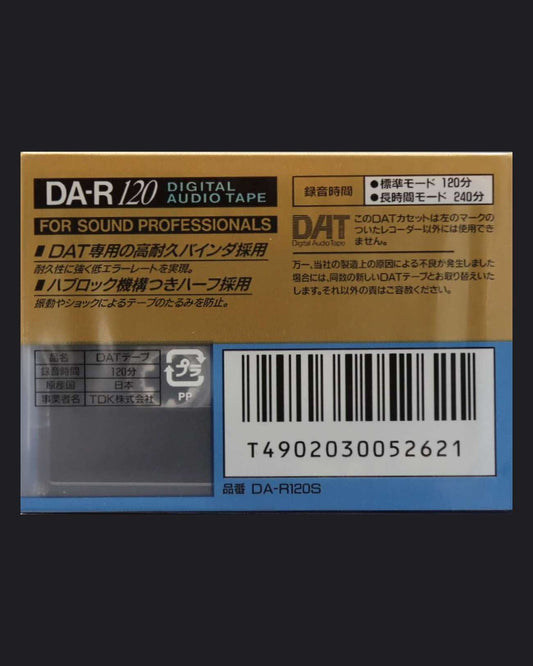 DA-R 120 DIGITAL AUDIO TAPE
FOR SOUND PROFESSIONALS
■DAT専用の高耐久バインダ採用
耐久性に強く低エラーレートを実現。
■ハブロック機構つきハーフ採用
振動やショックによるテープのたるみを防止。
録音時間
●標準モード 120分
●長時間モード 240分
DAT
Digital Audio Tape
このDATカセットは左のマークの
ついたレコーダー以外には使用でき
ません。
万一、当社の製造上の原因による不良が発生しました
場合には、同数の新しいDATテープとお取り替えいた
します。それ以外の責はご容赦ください。
品名 DATテープ
録音時間 120分
原産国 日本
事業者名 TDK株式会社
プラ
PP
T4902030052621
品番 DA-R120S